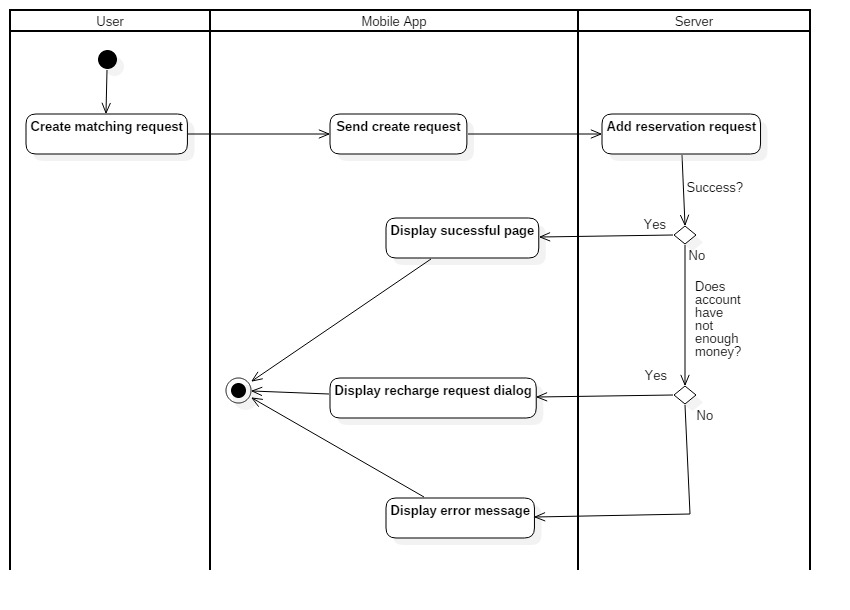 User
Mobile App
Server
Create matching request
Send create request
Add reservation request
Success?
Yes
Display sucessful page
No
Does
account
have
not
enough
money?
Yes
Display recharge request dialog
No
Display error message